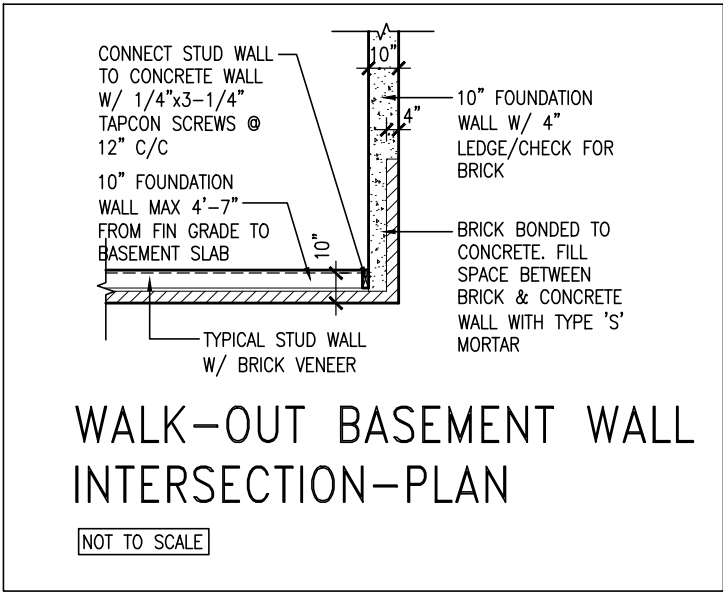 CONNECT STUD WALL
TO CONCRETE WALL
W/ 1/4"x3-1/4"
TAPCON SCREWS @
12" C/C
10" FOUNDATION
WALL MAX 4'-7"
FROM FIN GRADE TO
BASEMENT SLAB
10"
4"
10"
10" FOUNDATION
WALL W/ 4"
LEDGE/CHECK FOR
BRICK
BRICK BONDED TO
CONCRETE. FILL
SPACE BETWEEN
BRICK & CONCRETE
WALL WITH TYPE 'S'
MORTAR
TYPICAL STUD WALL
W/ BRICK VENEER
WALK-OUT BASEMENT WALL
INTERSECTION-PLAN
NOT TO SCALE